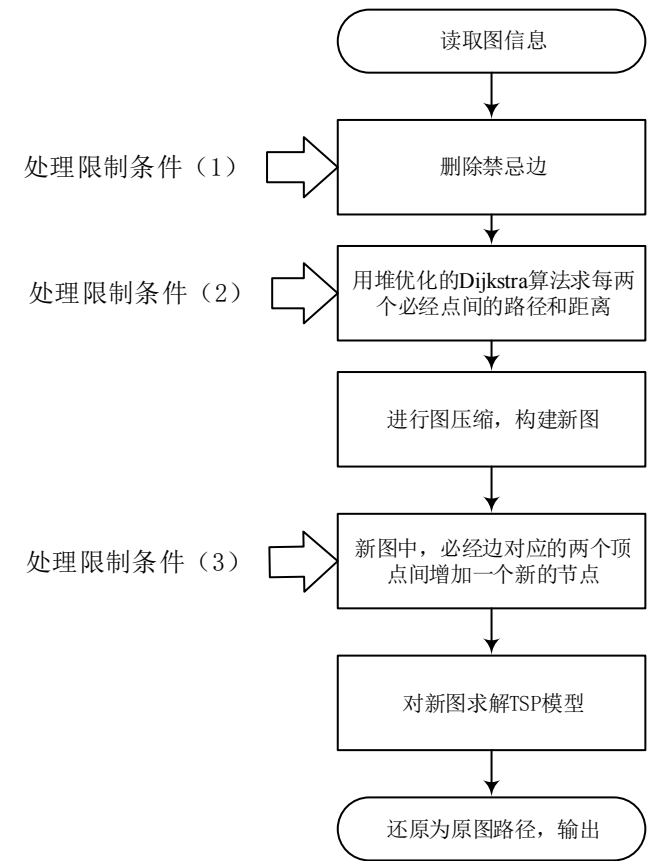 读取图信息
处理限制条件（1）
删除禁忌边
处理限制条件（2）
用堆优化的Dijkstra算法求每两
个必经点间的路径和距离
进行图压缩，构建新图
处理限制条件（3）
新图中，必经边对应的两个顶
点间增加一个新的节点
对新图求解TSP模型
还原为原图路径，输出